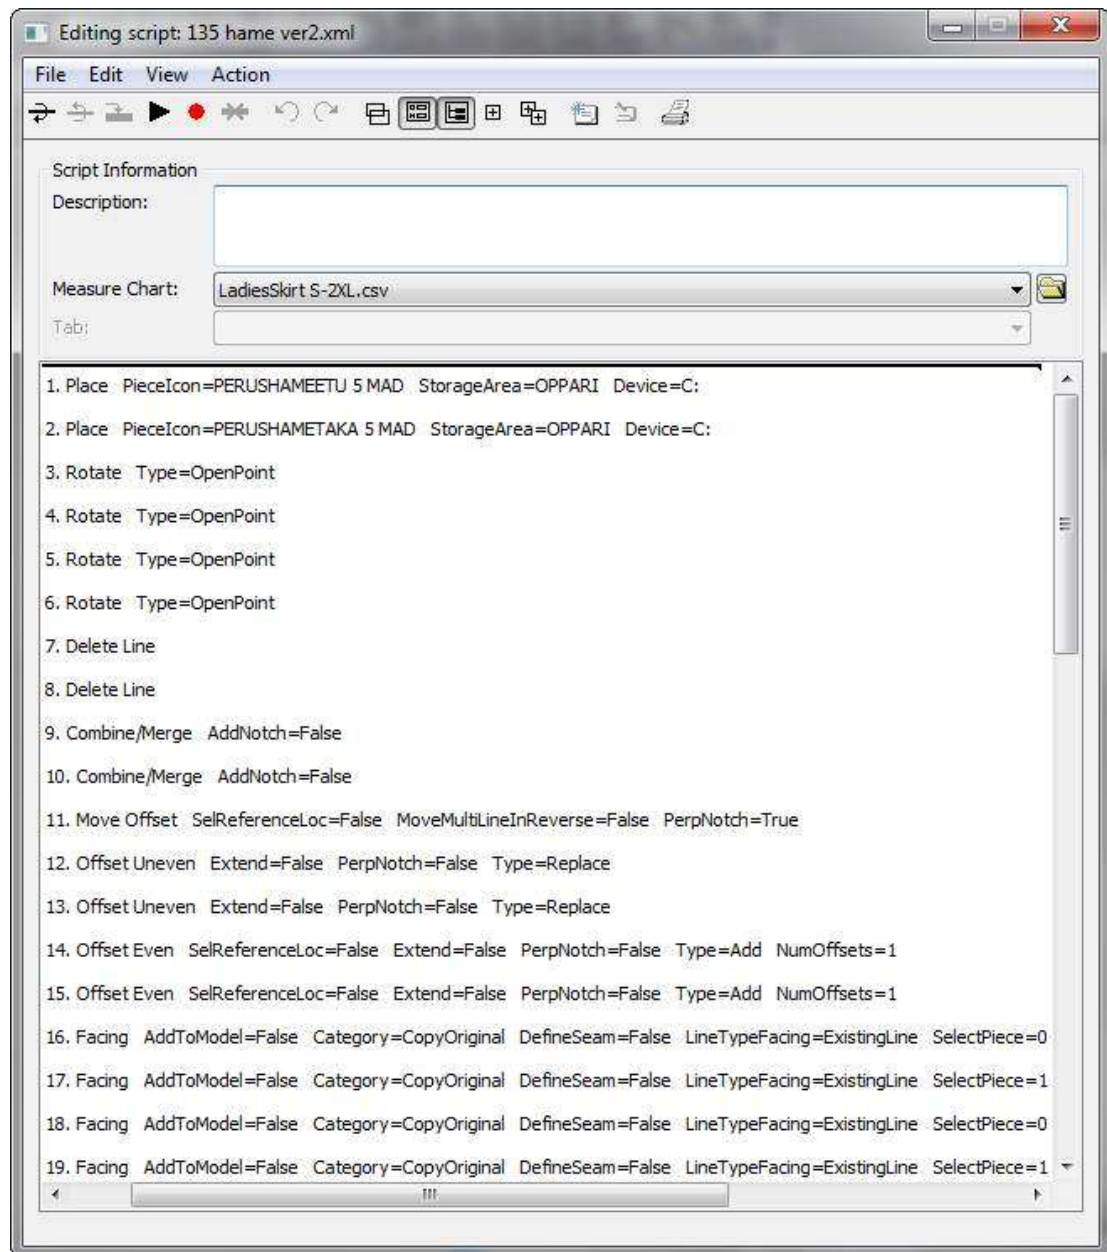 Editing script: 135 hame ver2.xml
File Edit View Action
Script Information
Description:
Measure Chart: LadiesSkirt S-2XL.csv
Tab:
1. Place PieceIcon=PERUSHAMEETU 5 MAD StorageArea=OPPARI Device=C:
2. Place PieceIcon=PERUSHAMETAKA 5 MAD StorageArea=OPPARI Device=C:
3. Rotate Type=OpenPoint
4. Rotate Type=OpenPoint
5. Rotate Type=OpenPoint
6. Rotate Type=OpenPoint
7. Delete Line
8. Delete Line
9. Combine/Merge AddNotch=False
10. Combine/Merge AddNotch=False
11. Move Offset SelReferenceLoc=False MoveMultiLineInReverse=False PerpNotch=True
12. Offset Uneven Extend=False PerpNotch=False Type=Replace
13. Offset Uneven Extend=False PerpNotch=False Type=Replace
14. Offset Even SelReferenceLoc=False Extend=False PerpNotch=False Type=Add NumOffsets=1
15. Offset Even SelReferenceLoc=False Extend=False PerpNotch=False Type=Add NumOffsets=1
16. Facing AddToModel=False Category=CopyOriginal DefineSeam=False LineTypeFacing=ExistingLine SelectPiece=0
17. Facing AddToModel=False Category=CopyOriginal DefineSeam=False LineTypeFacing=ExistingLine SelectPiece=1
18. Facing AddToModel=False Category=CopyOriginal DefineSeam=False LineTypeFacing=ExistingLine SelectPiece=0
19. Facing AddToModel=False Category=CopyOriginal DefineSeam=False LineTypeFacing=ExistingLine SelectPiece=1